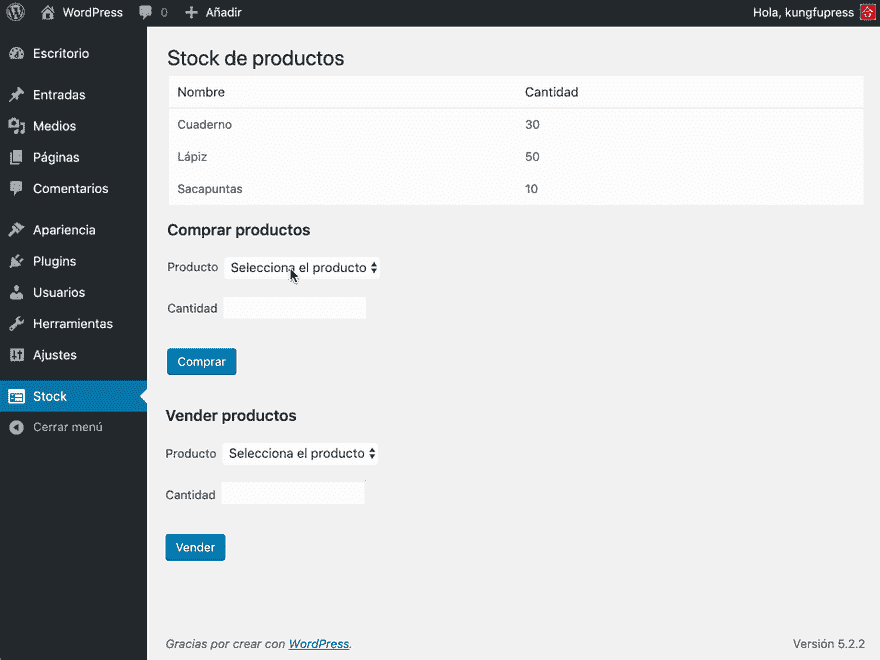 WordPress 0 Añadir Hola, kungfupress
Escritorio
Entradas
Medios
Páginas
Comentarios
Apariencia
Plugins
Usuarios
Herramientas
Ajustes
Stock
Cerrar menú
Stock de productos
Nombre Cantidad
Cuaderno 30
Lápiz 50
Sacapuntas 10
Comprar productos
Producto Selecciona el producto
Cantidad
Comprar
Vender productos
Producto Selecciona el producto
Cantidad
Vender
Gracias por crear con WordPress. Versión 5.2.2